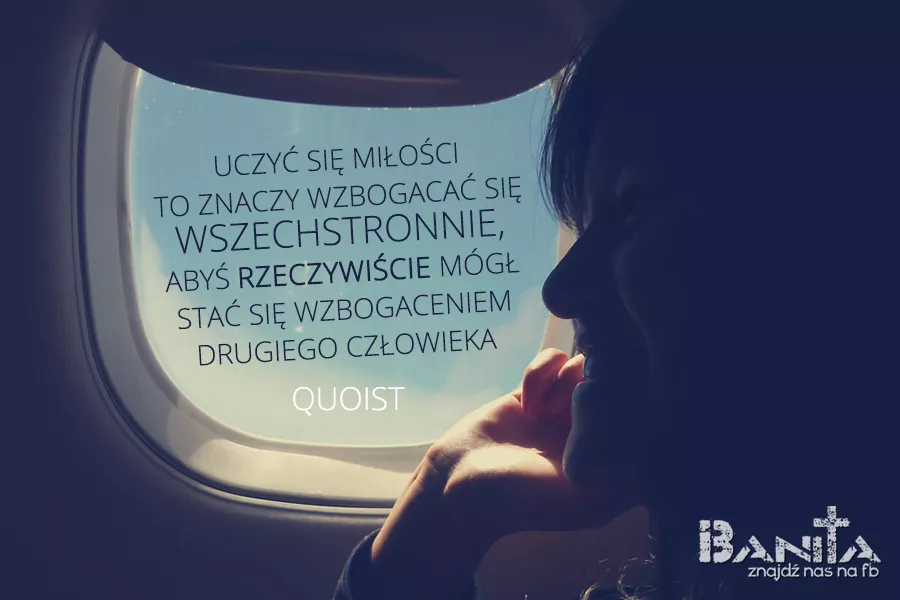 UCZYĆ SIĘ MIŁOŚCI
TO ZNACZY WZBOGACAĆ SIĘ
WSZECHSTRONNIE,
ABYŚ RZECZYWIŚCIE MÓGŁ
STAĆ SIĘ WZBOGACENIEM
DRUGIEGO CZŁOWIEKA
QUOIST
BANITA
znajdź nas na fb